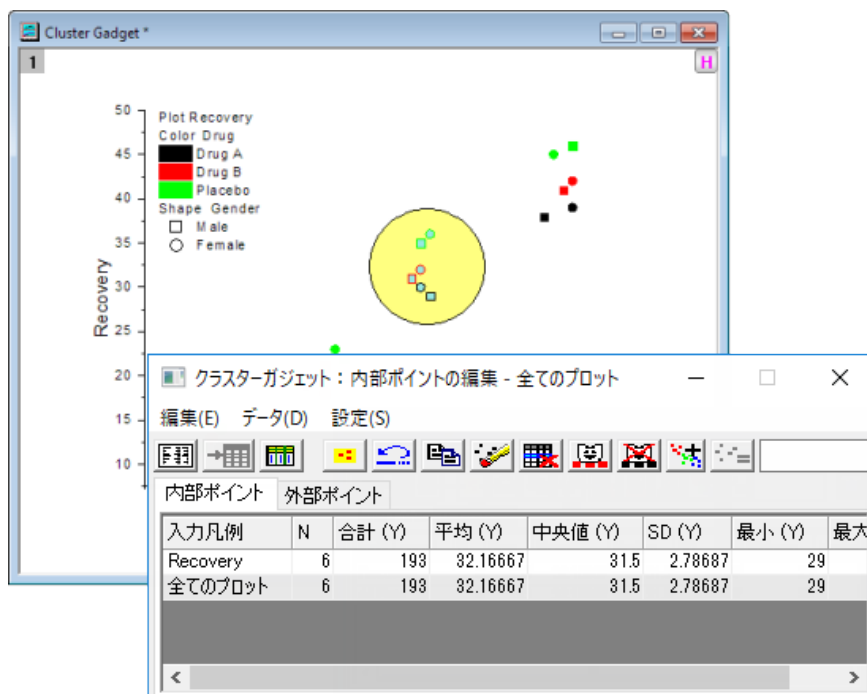 Cluster Gadget *
1
H
50
45
40
35
30
25
20
15
10
Recovery
Plot Recovery
Color Drug
Drug A
Drug B
Placebo
Shape Gender
Male
Female
クラスターガジェット：内部ポイントの編集 - 全てのプロット
編集(E) データ(D) 設定(S)
内部ポイント 外部ポイント
入力凡例 N 合計 (Y) 平均 (Y) 中央値 (Y) SD (Y) 最小 (Y) 最大
Recovery 6 193 32.16667 31.5 2.78687 29
全てのプロット 6 193 32.16667 31.5 2.78687 29